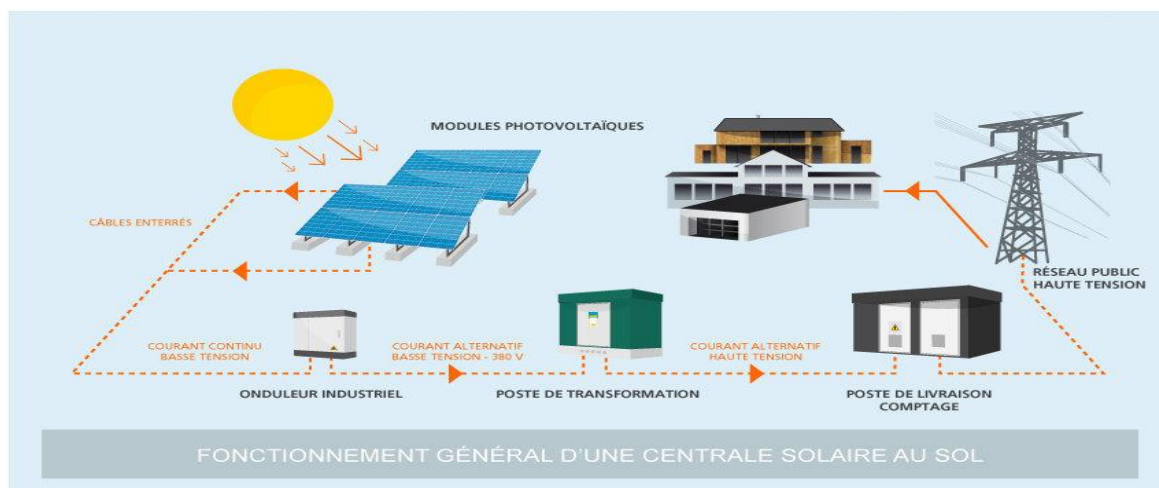 MODULES PHOTOVOLTAÏQUES
CÂBLES ENTERRÉS
RÉSEAU PUBLIC
HAUTE TENSION
COURANT CONTINU
BASSE TENSION
COURANT ALTERNATIF
BASSE TENSION - 380 V
COURANT ALTERNATIF
HAUTE TENSION
ONDULEUR INDUSTRIEL
POSTE DE TRANSFORMATION
POSTE DE LIVRAISON
COMPTAGE
FONCTIONNEMENT GÉNÉRAL D'UNE CENTRALE SOLAIRE AU SOL